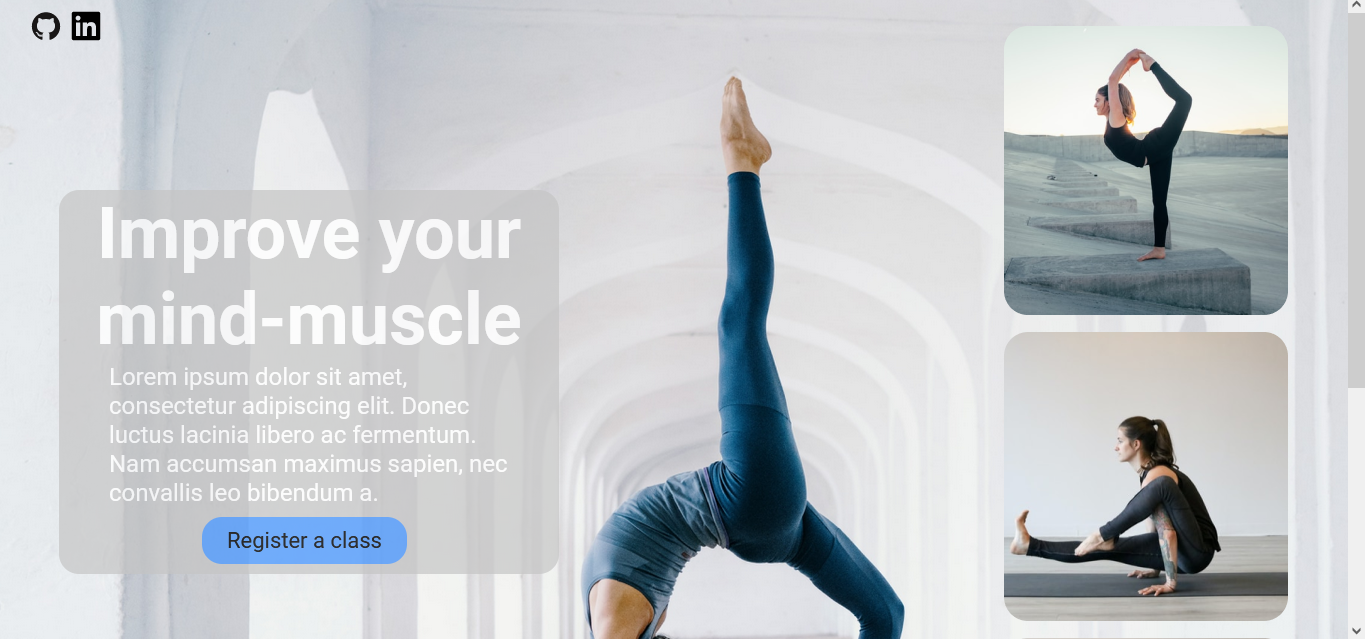 in
Improve your
mind-muscle
Lorem ipsum dolor sit amet,
consectetur adipiscing elit. Donec
luctus lacinia libero ac fermentum.
Nam accumsan maximus sapien, nec
convallis leo bibendum a.
Register a class